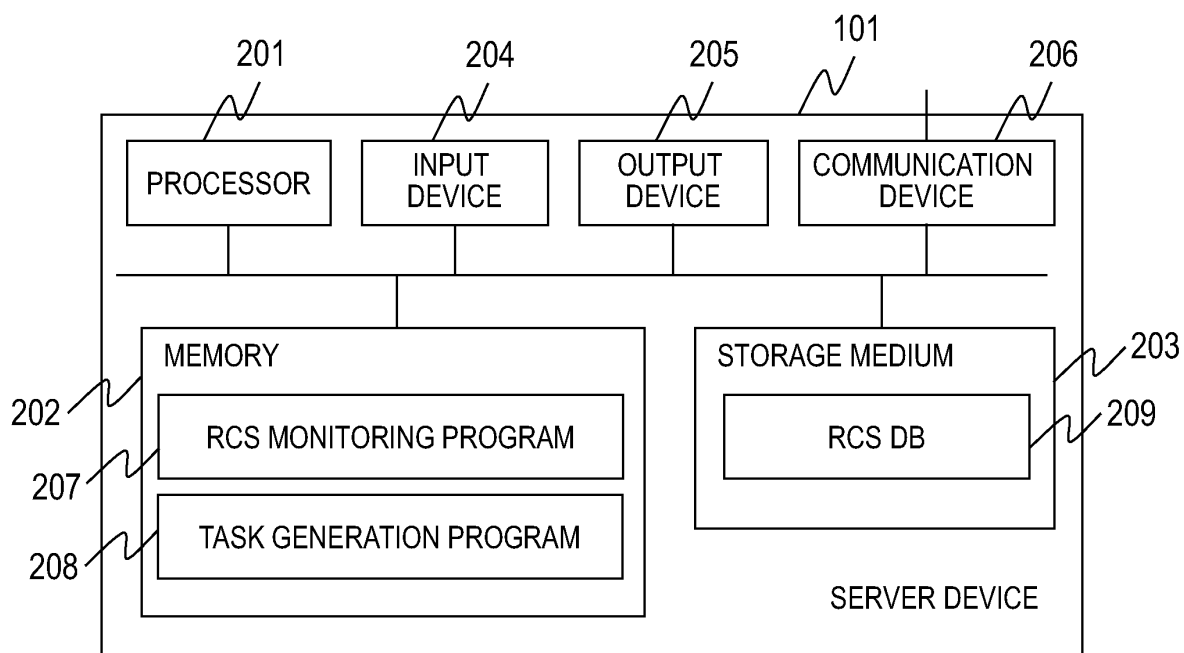 101
201
204
205
206
PROCESSOR
INPUT
DEVICE
OUTPUT
DEVICE
COMMUNICATION
DEVICE
MEMORY
202
RCS MONITORING PROGRAM
207
TASK GENERATION PROGRAM
208
STORAGE MEDIUM
203
RCS DB
209
SERVER DEVICE